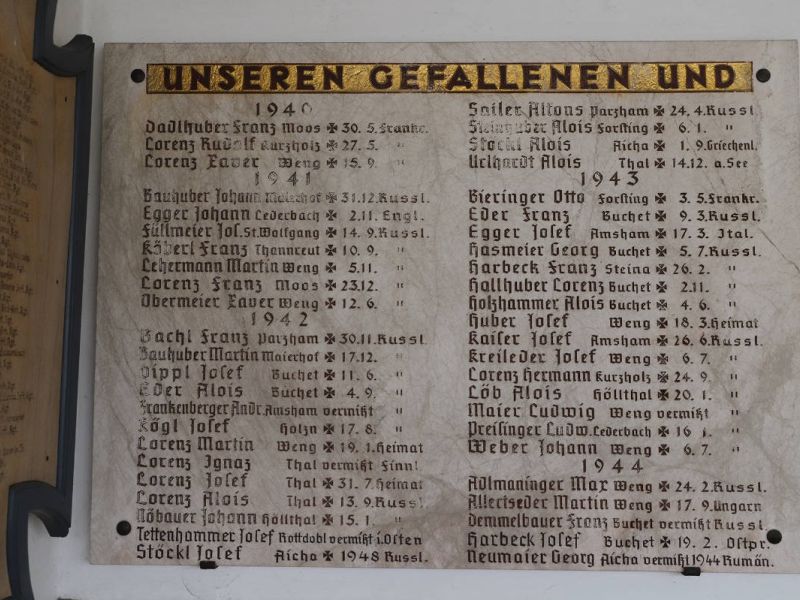 UNSEREN GEFALLENEN UND
1940
Dadlhuber Franz Moos ✠ 30. 5. Frankr.
Lorenz Rudolf Kurzholz ✠ 27. 5. "
Lorenz Xaver Weng ✠ 15. 9. "
1941
Bauhuber Johann Maierhof ✠ 31.12. Russl.
Egger Johann Lederbach ✠ 2.11. Engl.
Füllmeier Jos. St. Wolfgang ✠ 14. 9. Russl.
Köberl Franz Thannreut ✠ 10. 9. "
Lehermann Martin Weng ✠ 5.11. "
Lorenz Franz Moos ✠ 23.12. "
Obermeier Xaver Weng ✠ 12. 6. "
1942
Bachl Franz Parzham ✠ 30.11. Russl.
Bauhuber Martin Maierhof ✠ 17.12. "
Dippl Josef Buchet ✠ 11. 6. "
Eder Alois Buchet ✠ 4. 9. "
Frankenberger Andr. Amsham vermißt "
Kögl Josef Holzn ✠ 17. 8. "
Lorenz Martin Weng ✠ 19. 1. Heimat
Lorenz Ignaz Thal vermißt Finnl
Lorenz Josef Thal ✠ 31. 7. Heimat
Lorenz Alois Thal ✠ 13. 9. Russl
Nöbauer Johann Höllthal ✠ 15. 1. "
Tettenhammer Josef Rottdobl vermißt i. Osten
Stöckl Josef Aicha ✠ 1948 Russl.
Sailer Alfons Parzham ✠ 24. 4. Russl
Steinhuber Alois Forsting ✠ 6. 1. "
Stöckl Alois Aicha ✠ 1. 9. Griechenl.
Urlhardt Alois Thal ✠ 14.12. a. See
1943
Bieringer Otto Forsting ✠ 3. 5. Frankr.
Eder Franz Buchet ✠ 9. 3. Russl.
Egger Josef Amsham ✠ 17. 3. Ital.
Hasmeier Georg Buchet ✠ 5. 7. Russl.
Harbeck Franz Steina ✠ 26. 2. "
Hallhuber Lorenz Buchet ✠ 2.11. "
Holzhammer Alois Buchet ✠ 4. 6. "
Huber Josef Weng ✠ 18. 3. Heimat
Kaiser Josef Amsham ✠ 26. 6. Russl.
Kreileder Josef Weng ✠ 6. 7. "
Lorenz Hermann Kurzholz ✠ 24. 9. "
Löb Alois Höllthal ✠ 20. 1. "
Maier Ludwig Weng vermißt "
Preisinger Ludw. Lederbach ✠ 16 1. "
Weber Johann Weng ✠ 6. 7. "
1944
Adlmaninger Max Weng ✠ 24. 2. Russl.
Allertseder Martin Weng ✠ 17. 9. Ungarn
Demmelbauer Franz Buchet vermißt Russl.
Harbeck Josef Buchet ✠ 19. 2. Ostpr.
Neumaier Georg Aicha vermißt 1944 Rumän.